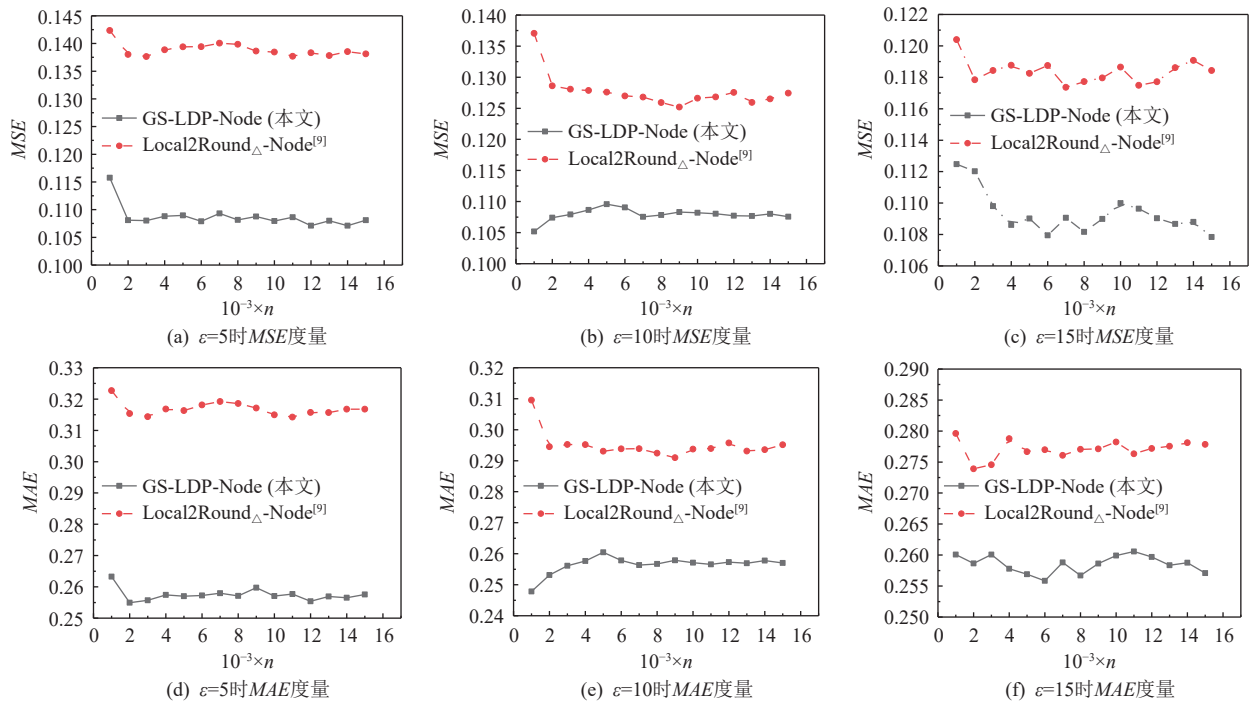 0.145
0.140
0.135
0.130
0.125
0.120
0.115
0.110
0.105
0.100
MSE
GS-LDP-Node (本文)
Local2Round△-Node[9]
0 2 4 6 8 10 12 14 16
10⁻³×n
(a) ε=5时MSE度量
0.140
0.135
0.130
0.125
0.120
0.115
0.110
0.105
0.100
MSE
GS-LDP-Node (本文)
Local2Round△-Node[9]
0 2 4 6 8 10 12 14 16
10⁻³×n
(b) ε=10时MSE度量
0.122
0.120
0.118
0.116
0.114
0.112
0.110
0.108
0.106
MSE
GS-LDP-Node (本文)
Local2Round△-Node[9]
0 2 4 6 8 10 12 14 16
10⁻³×n
(c) ε=15时MSE度量
0.33
0.32
0.31
0.30
0.29
0.28
0.27
0.26
0.25
MAE
GS-LDP-Node (本文)
Local2Round△-Node[9]
0 2 4 6 8 10 12 14 16
10⁻³×n
(d) ε=5时MAE度量
0.32
0.31
0.30
0.29
0.28
0.27
0.26
0.25
0.24
MAE
GS-LDP-Node (本文)
Local2Round△-Node[9]
0 2 4 6 8 10 12 14 16
10⁻³×n
(e) ε=10时MAE度量
0.290
0.285
0.280
0.275
0.270
0.265
0.260
0.255
0.250
MAE
GS-LDP-Node (本文)
Local2Round△-Node[9]
0 2 4 6 8 10 12 14 16
10⁻³×n
(f) ε=15时MAE度量